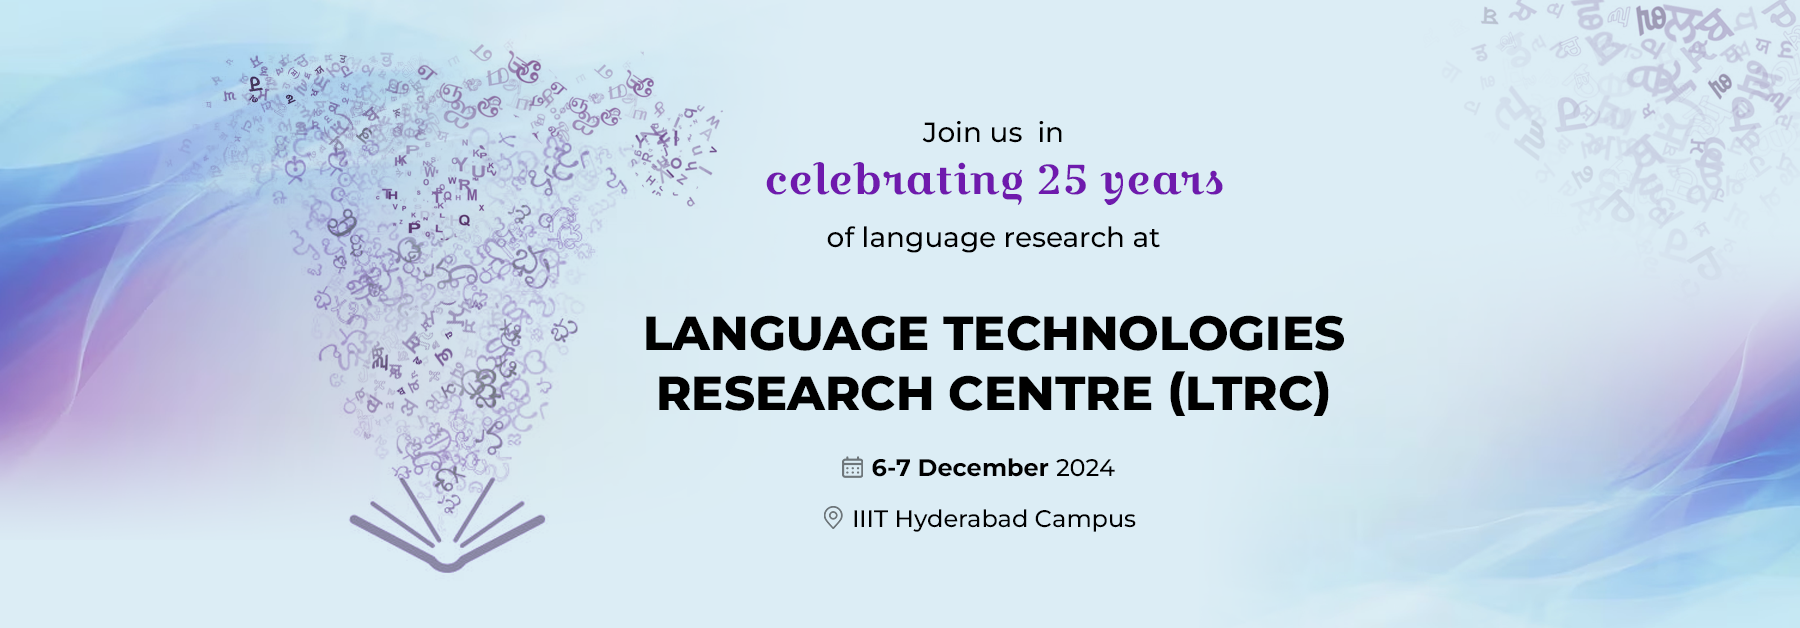 Join us in
celebrating 25 years
of language research at
LANGUAGE TECHNOLOGIES
RESEARCH CENTRE (LTRC)
6-7 December 2024
IIIT Hyderabad Campus